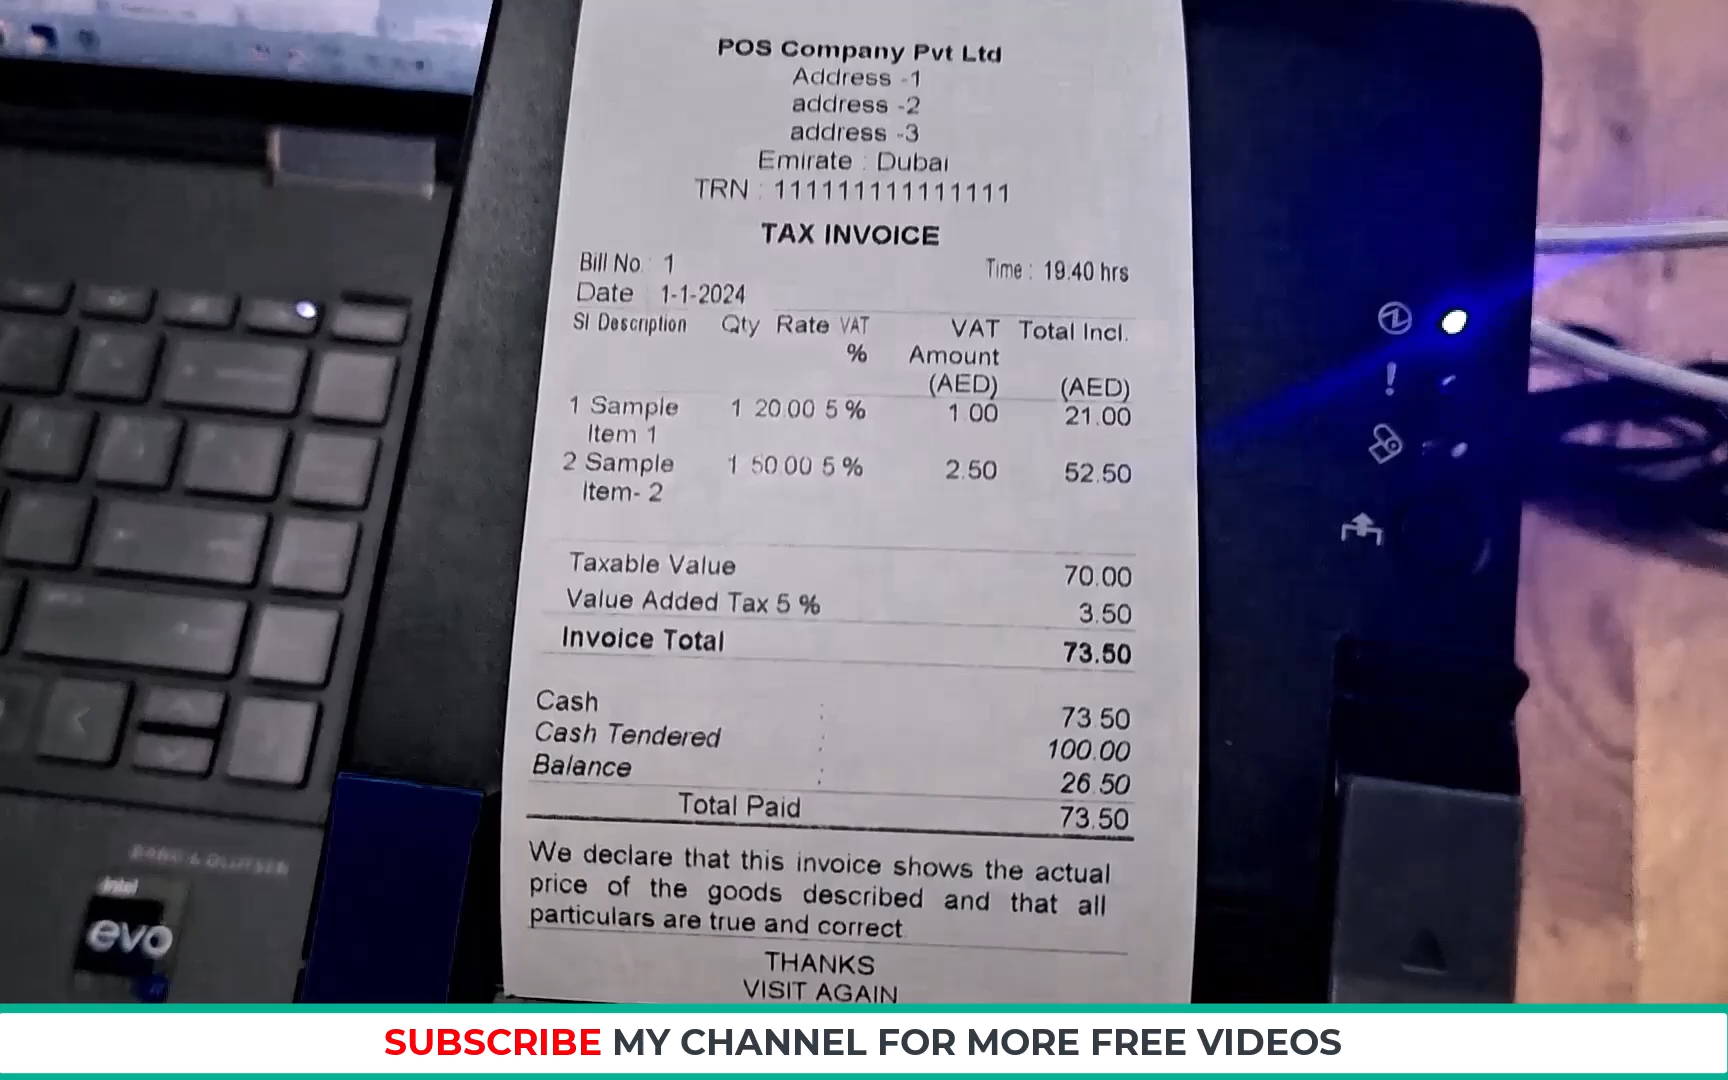 POS Company Pvt Ltd
Address -1
address -2
address -3
Emirate : Dubai
TRN : 111111111111111
TAX INVOICE
Bill No : 1 Time : 19.40 hrs
Date 1-1-2024
SI Description Qty Rate VAT % VAT Amount (AED) Total Incl. (AED)
1 Sample 1 20.00 5 % 1.00 21.00
Item 1
2 Sample 1 50.00 5 % 2.50 52.50
Item- 2
Taxable Value 70.00
Value Added Tax 5 % 3.50
Invoice Total 73.50
Cash : 73.50
Cash Tendered : 100.00
Balance : 26.50
Total Paid 73.50
We declare that this invoice shows the actual
price of the goods described and that all
particulars are true and correct
THANKS
VISIT AGAIN
BANG & OLUFSEN
intel
evo
SUBSCRIBE MY CHANNEL FOR MORE FREE VIDEOS